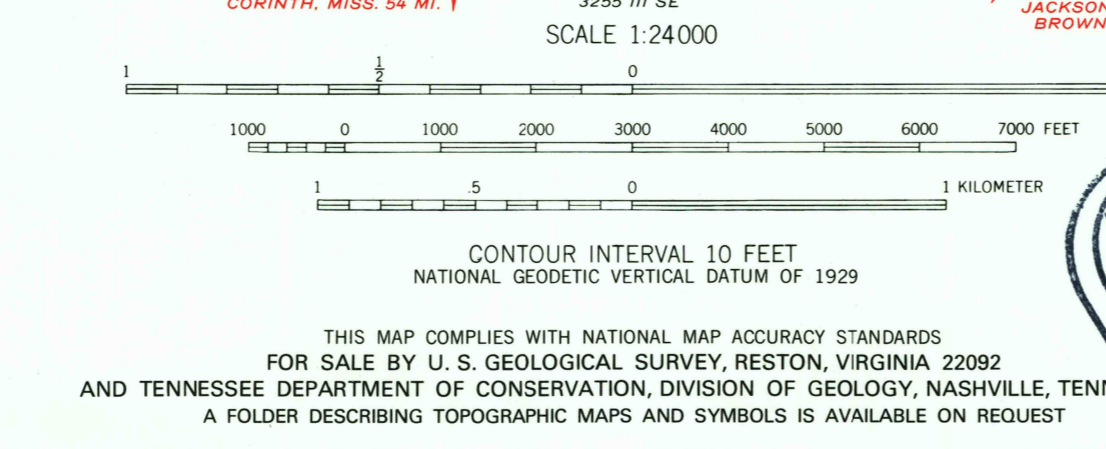 CORINTH, MISS. 54 MI.
3255 III SE
JACKSON
BROWN
SCALE 1:24000
1 1/2 0
1000 0 1000 2000 3000 4000 5000 6000 7000 FEET
1 .5 0 1 KILOMETER
CONTOUR INTERVAL 10 FEET
NATIONAL GEODETIC VERTICAL DATUM OF 1929
THIS MAP COMPLIES WITH NATIONAL MAP ACCURACY STANDARDS
FOR SALE BY U. S. GEOLOGICAL SURVEY, RESTON, VIRGINIA 22092
AND TENNESSEE DEPARTMENT OF CONSERVATION, DIVISION OF GEOLOGY, NASHVILLE, TENN
A FOLDER DESCRIBING TOPOGRAPHIC MAPS AND SYMBOLS IS AVAILABLE ON REQUEST